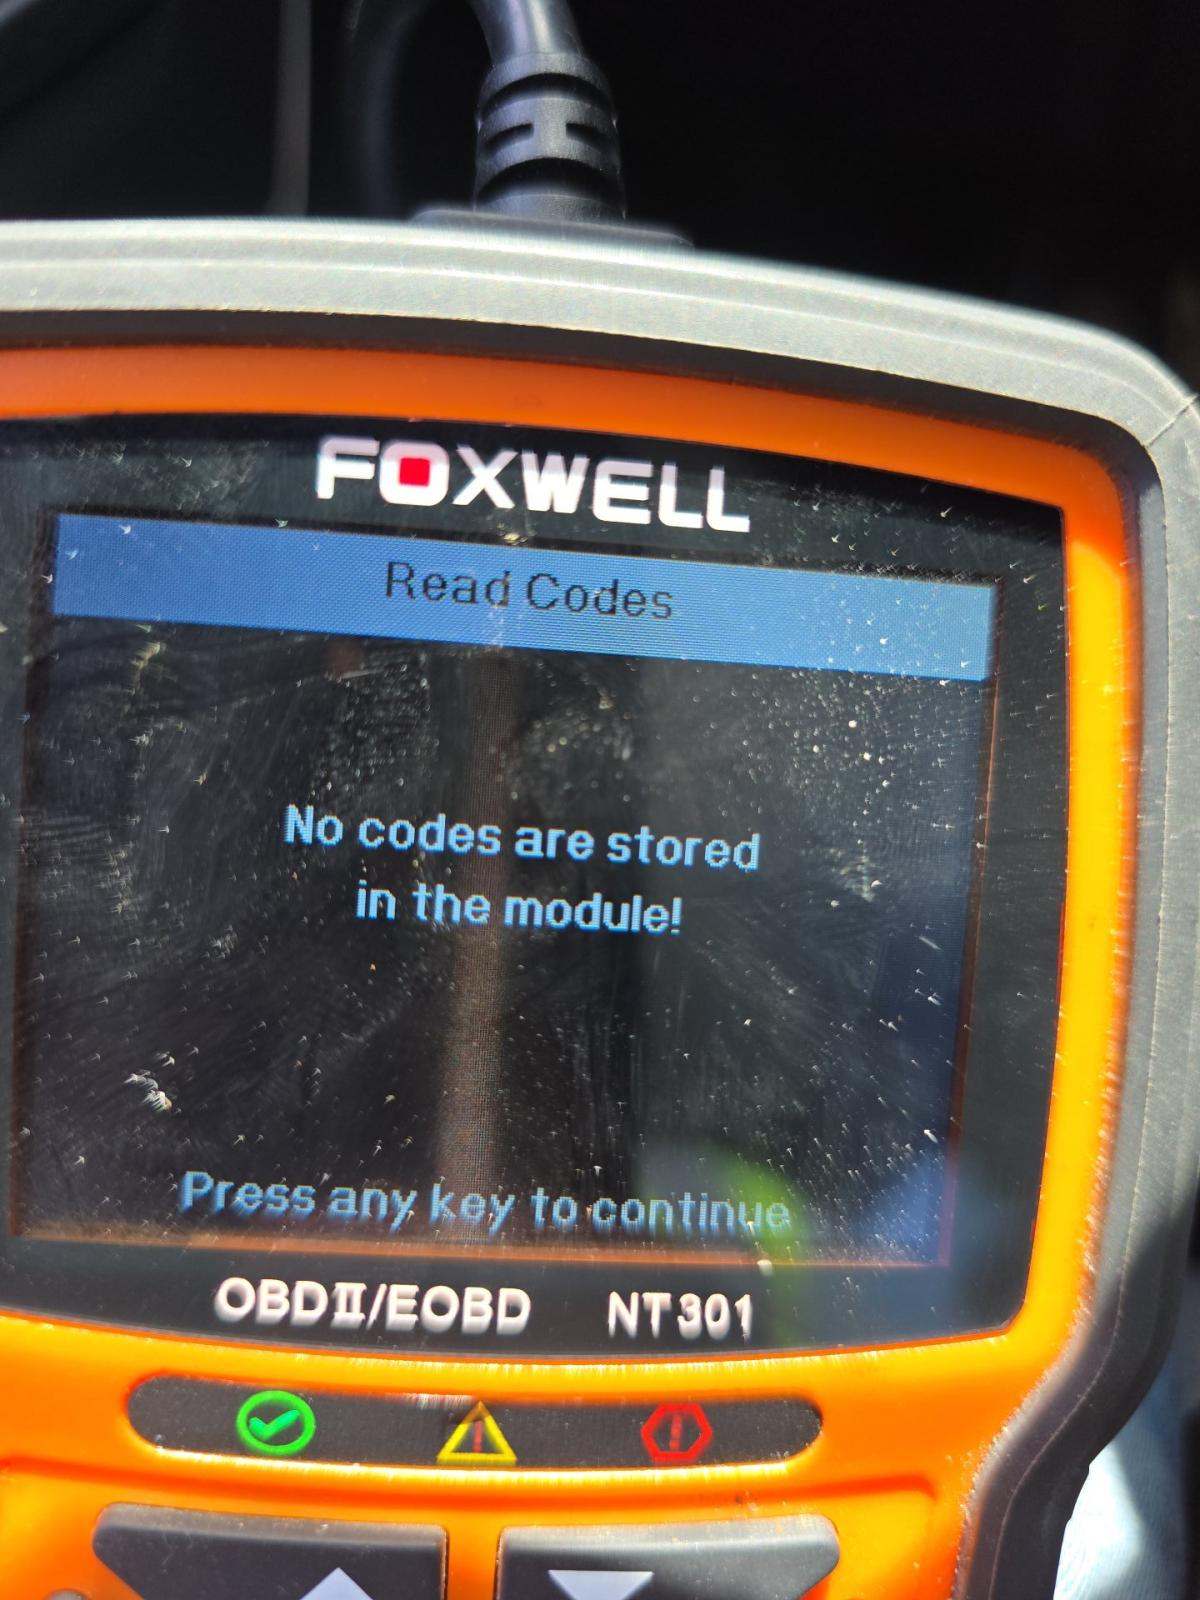 FOXWELL
Read Codes
No codes are stored
in the module!
Press any key to continue
OBDII/EOBD NT301